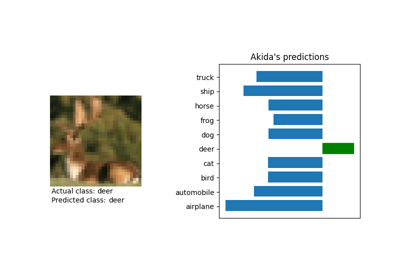 Akida's predictions
truck
ship
horse
frog
dog
deer
cat
bird
automobile
airplane
Actual class: deer
Predicted class: deer